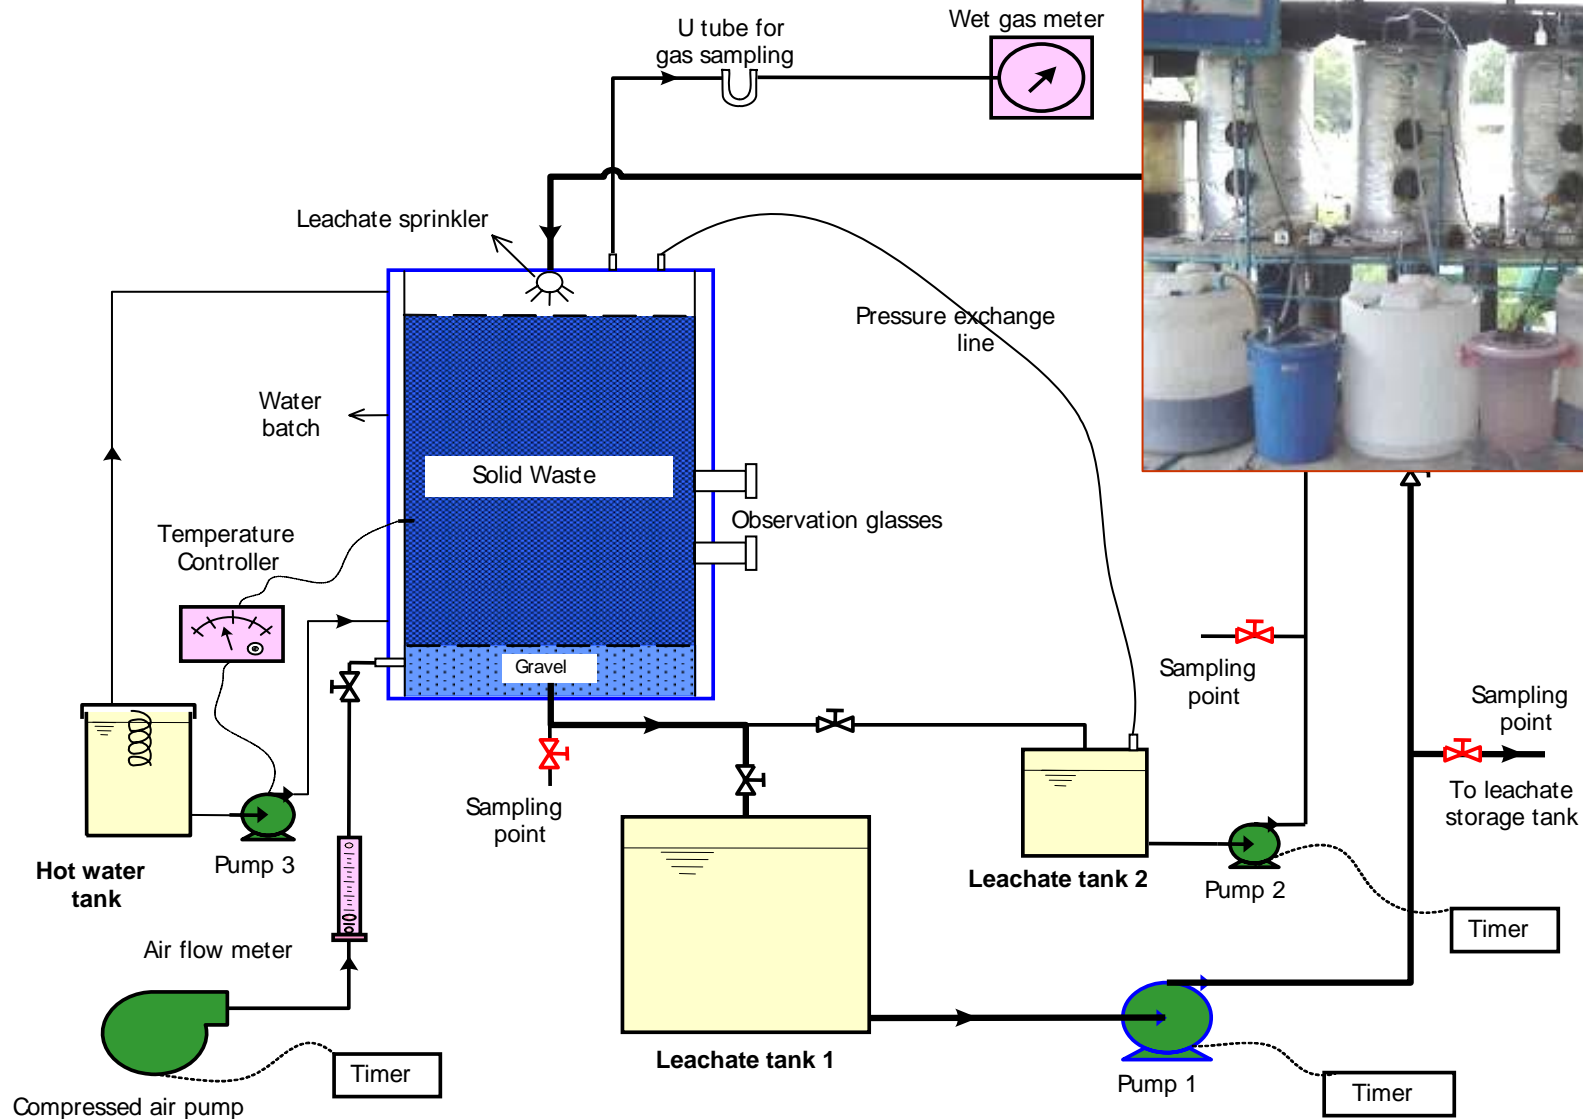 U tube for
gas sampling
Wet gas meter
Leachate sprinkler
Pressure exchange
line
Water
batch
Solid Waste
Observation glasses
Temperature
Controller
Gravel
Sampling
point
Sampling
point
Sampling
point
To leachate
storage tank
Hot water
tank
Pump 3
Leachate tank 2
Pump 2
Timer
Air flow meter
Leachate tank 1
Pump 1
Timer
Timer
Compressed air pump